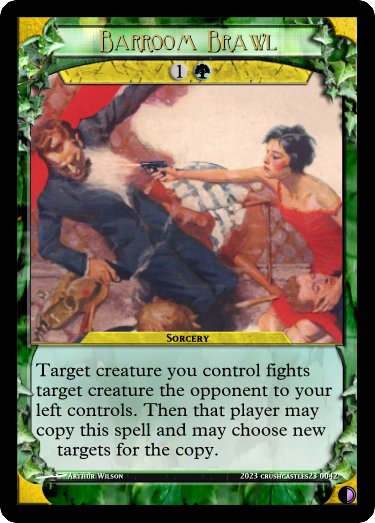 Barroom Brawl
1
Sorcery
Target creature you control fights
target creature the opponent to your
left controls. Then that player may
copy this spell and may choose new
targets for the copy.
Arthur Wilson 2023 crushcastles23 0042